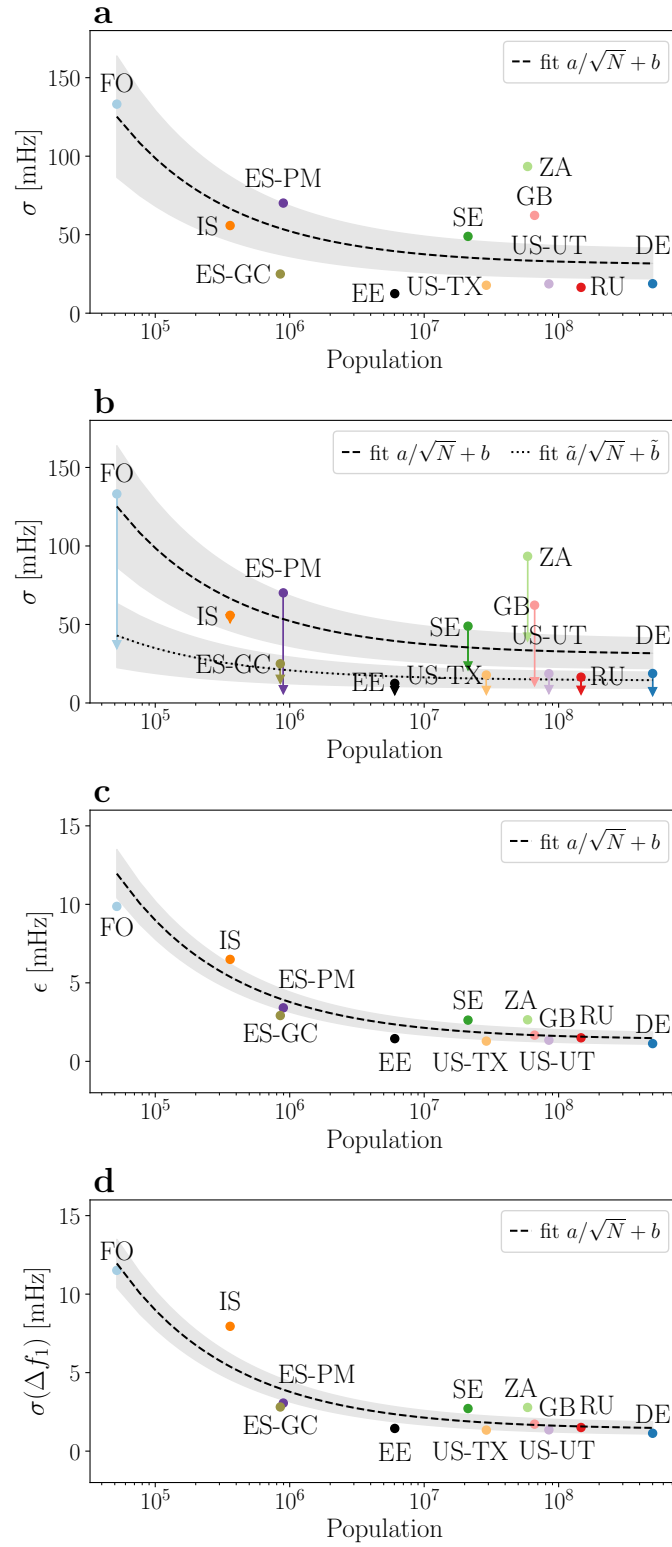 a
fit a/√N + b
150
100
50
0
σ [mHz]
FO
IS
ES-PM
ES-GC
EE
SE
US-TX
ZA
GB
US-UT
RU
DE
10⁵
10⁶
10⁷
10⁸
Population
b
fit a/√N + b
fit ã/√N + b̃
150
100
50
0
σ [mHz]
FO
IS
ES-PM
ES-GC
EE
SE
US-TX
ZA
GB
US-UT
RU
DE
10⁵
10⁶
10⁷
10⁸
Population
c
fit a/√N + b
15
10
5
0
ϵ [mHz]
FO
IS
ES-PM
ES-GC
EE
SE
US-TX
ZA
GB
US-UT
RU
DE
10⁵
10⁶
10⁷
10⁸
Population
d
fit a/√N + b
15
10
5
0
σ(Δf₁) [mHz]
FO
IS
ES-PM
ES-GC
EE
SE
US-TX
ZA
GB
US-UT
RU
DE
10⁵
10⁶
10⁷
10⁸
Population